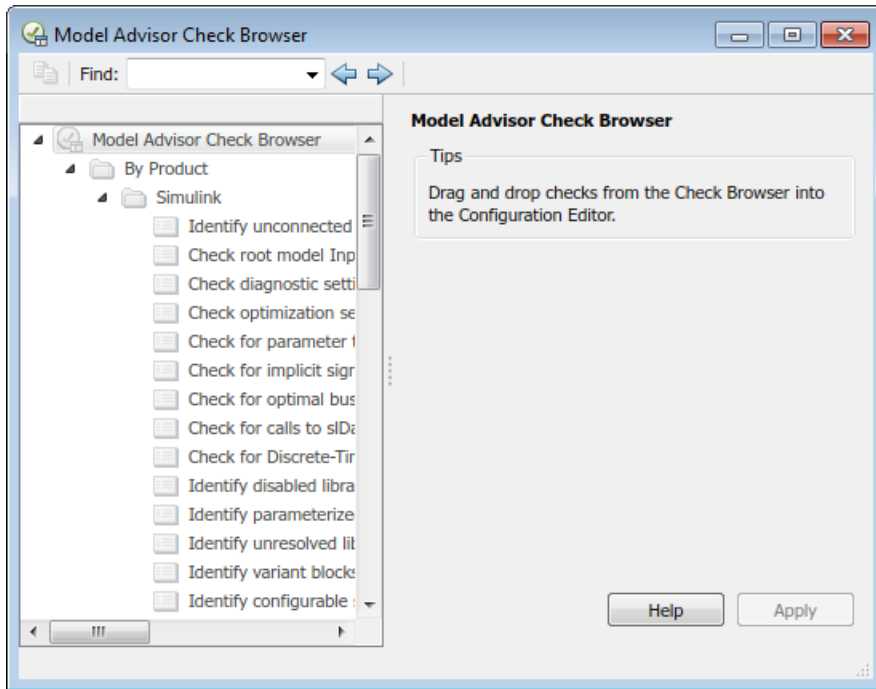 Model Advisor Check Browser
Find:
Model Advisor Check Browser
By Product
Simulink
Identify unconnected
Check root model Inp
Check diagnostic setti
Check optimization se
Check for parameter t
Check for implicit sigr
Check for optimal bus
Check for calls to slDa
Check for Discrete-Tir
Identify disabled libra
Identify parameterize
Identify unresolved lit
Identify variant blocks
Identify configurable
Model Advisor Check Browser
Tips
Drag and drop checks from the Check Browser into
the Configuration Editor.
Help
Apply